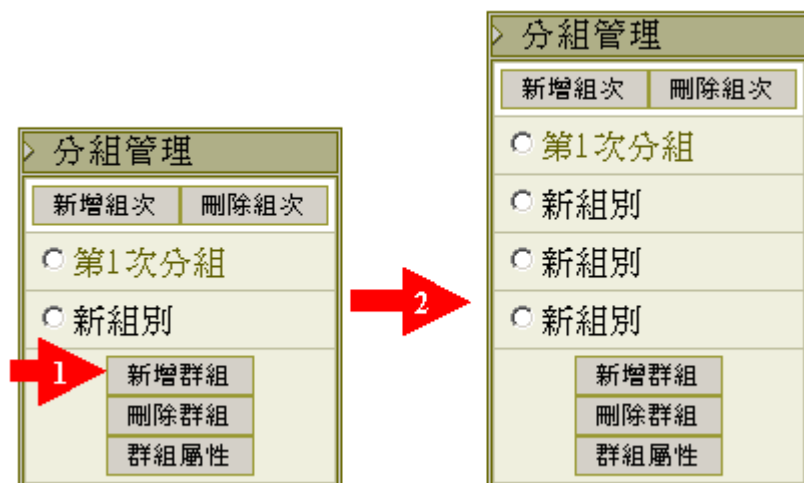 分組管理
新增組次 刪除組次
第1次分組
新組別
1 新增群組
刪除群組
群組屬性
2
分組管理
新增組次 刪除組次
第1次分組
新組別
新組別
新組別
新增群組
刪除群組
群組屬性